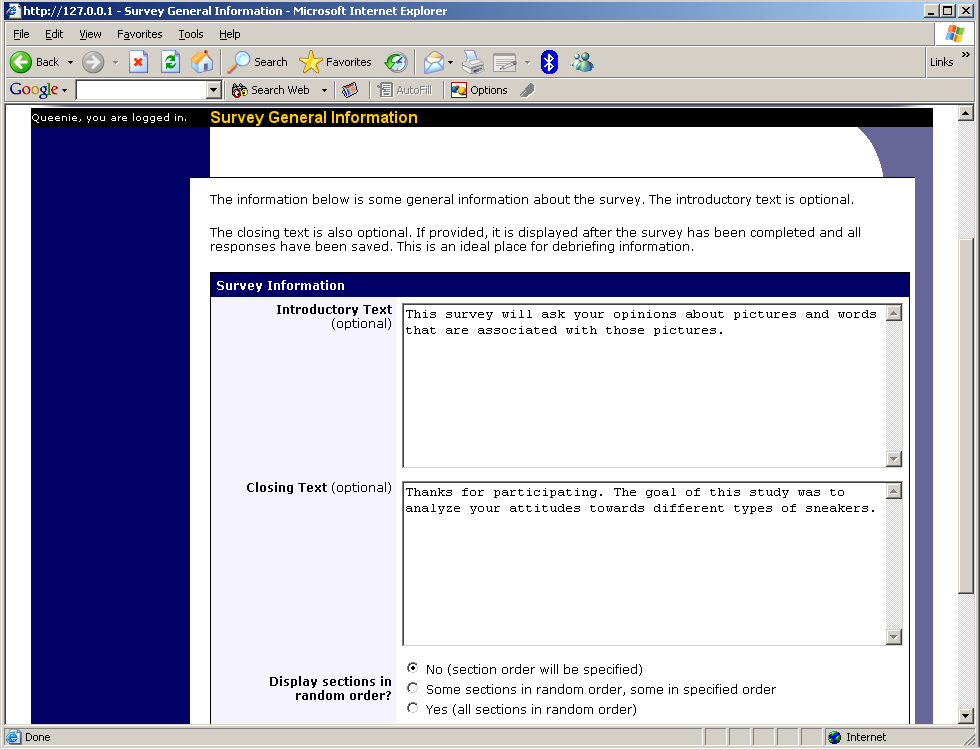 http://127.0.0.1 - Survey General Information - Microsoft Internet Explorer
File Edit View Favorites Tools Help
Back Search Favorites Links »
Google Search Web AutoFill Options
Queenie, you are logged in. Survey General Information
The information below is some general information about the survey. The introductory text is optional.
The closing text is also optional. If provided, it is displayed after the survey has been completed and all
responses have been saved. This is an ideal place for debriefing information.
Survey Information
Introductory Text
(optional)
This survey will ask your opinions about pictures and words
that are associated with those pictures.
Closing Text (optional)
Thanks for participating. The goal of this study was to
analyze your attitudes towards different types of sneakers.
Display sections in
random order?
No (section order will be specified)
Some sections in random order, some in specified order
Yes (all sections in random order)
Done Internet